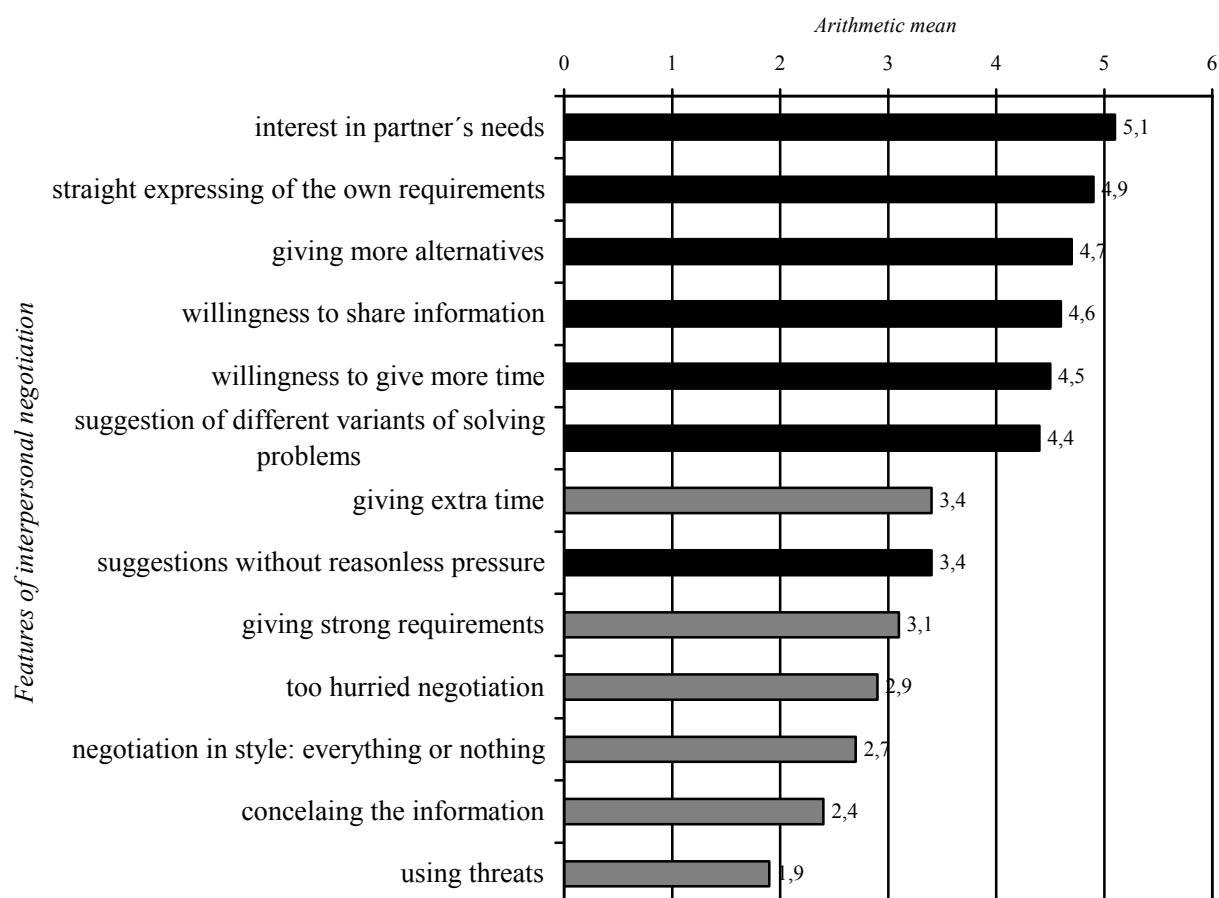 Arithmetic mean
0 1 2 3 4 5 6
Features of interpersonal negotiation
interest in partner´s needs 5,1
straight expressing of the own requirements 4,9
giving more alternatives 4,7
willingness to share information 4,6
willingness to give more time 4,5
suggestion of different variants of solving
problems 4,4
giving extra time 3,4
suggestions without reasonless pressure 3,4
giving strong requirements 3,1
too hurried negotiation 2,9
negotiation in style: everything or nothing 2,7
concelaing the information 2,4
using threats 1,9